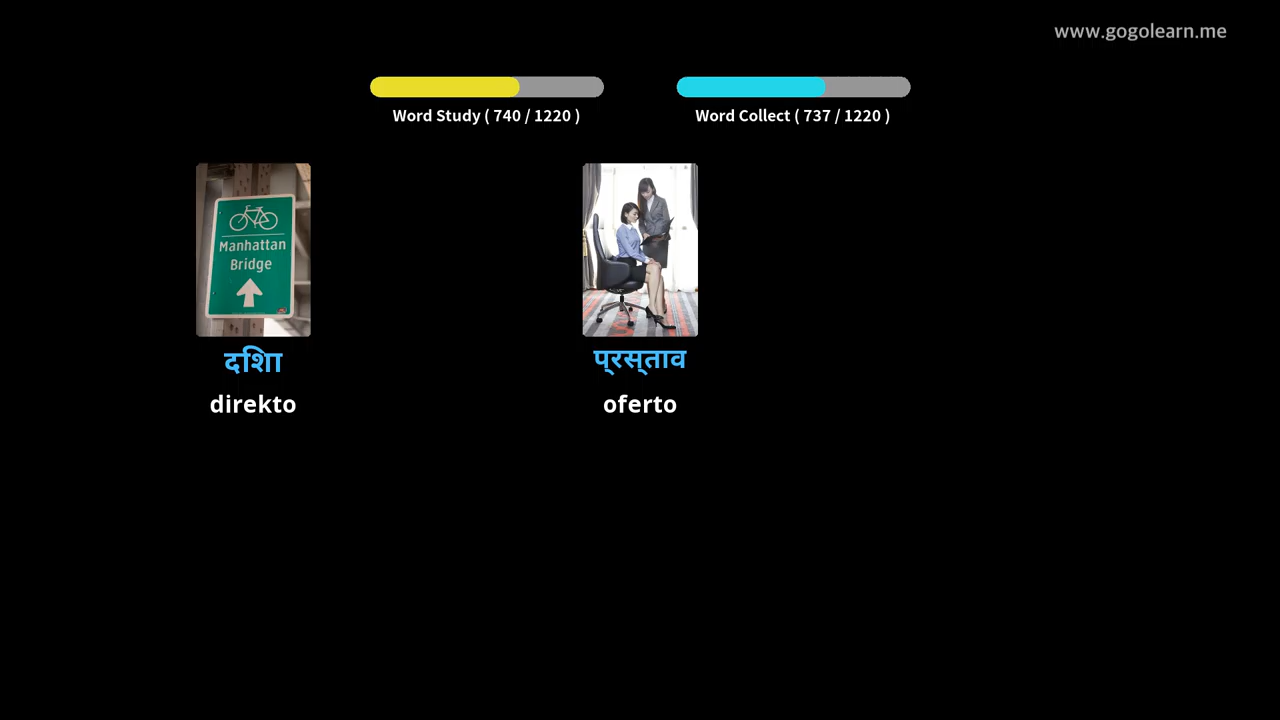 www.gogolearn.me
Word Study ( 740 / 1220 )
Word Collect ( 737 / 1220 )
Manhattan
Bridge
दिशा
प्रस्ताव
direkto
oferto